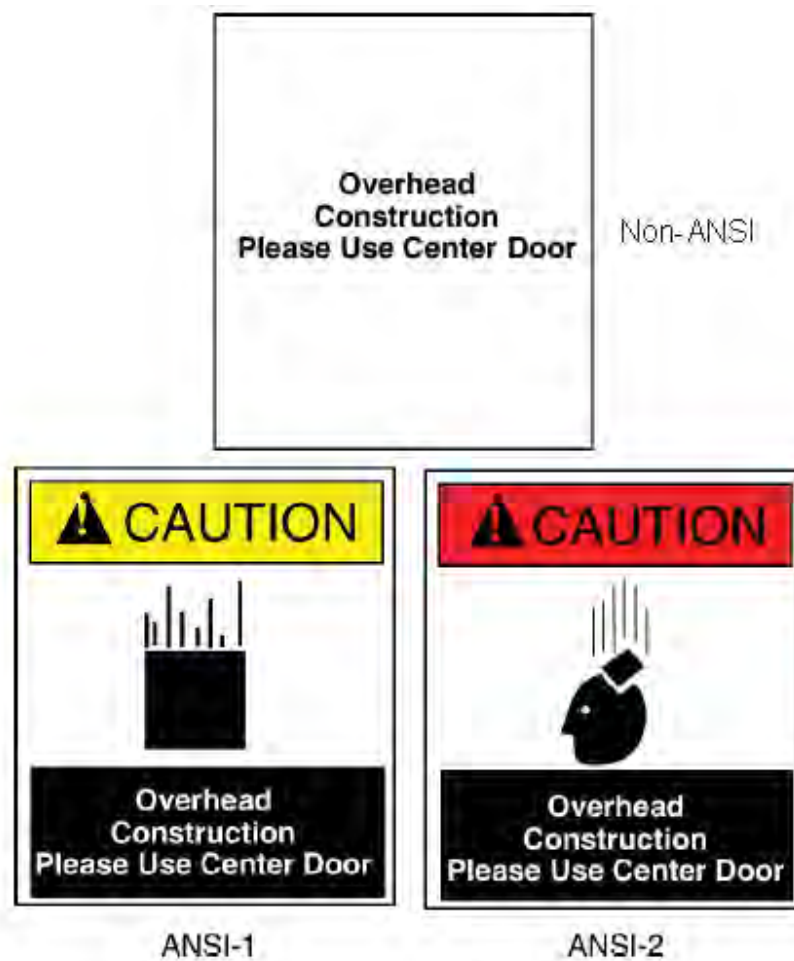 Overhead
Construction
Please Use Center Door
Non-ANSI
CAUTION
Overhead
Construction
Please Use Center Door
ANSI-1
CAUTION
Overhead
Construction
Please Use Center Door
ANSI-2